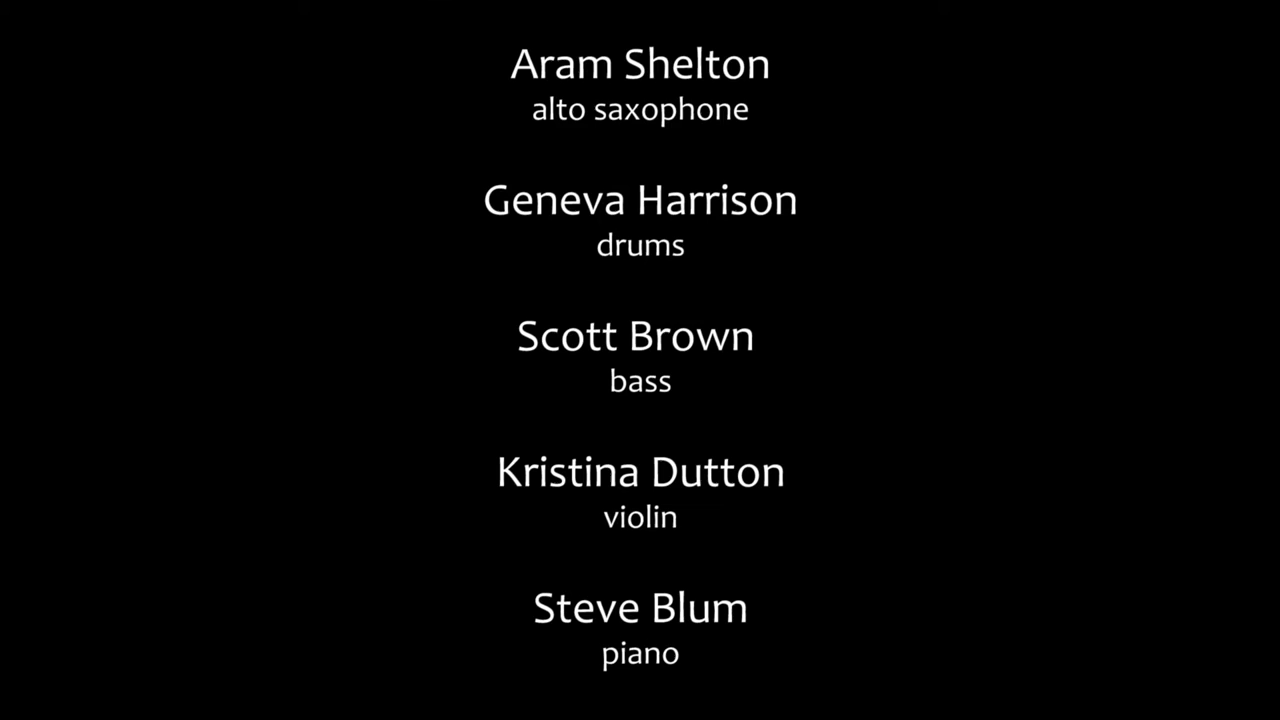 Aram Shelton
alto saxophone
Geneva Harrison
drums
Scott Brown
bass
Kristina Dutton
violin
Steve Blum
piano